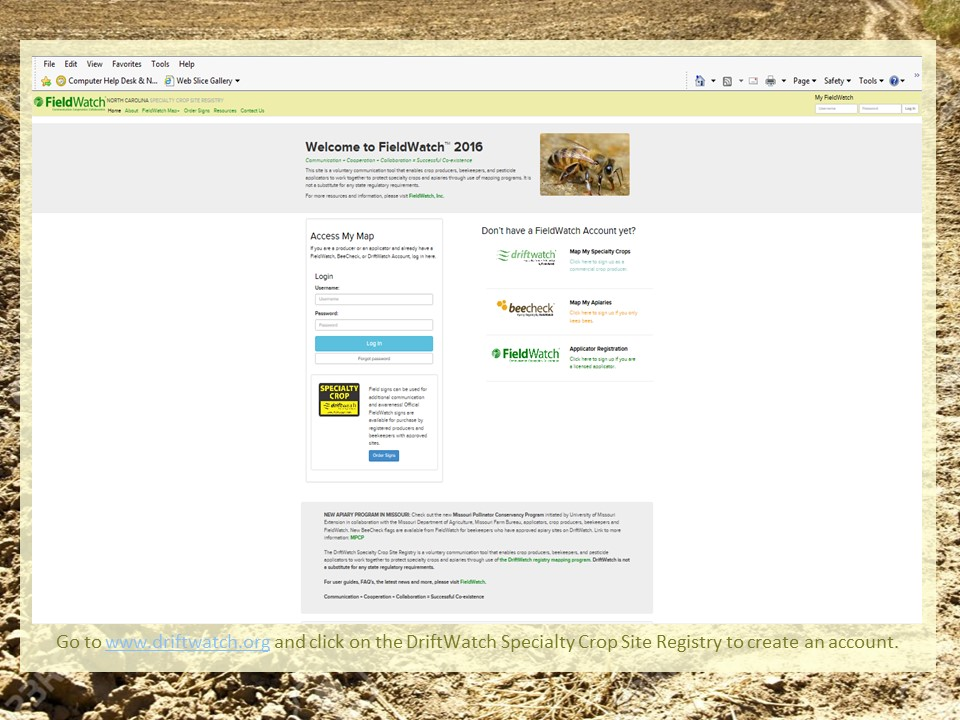 File Edit View Favorites Tools Help
Computer Help Desk & N... Web Slice Gallery
Page Safety Tools
FieldWatch NORTH CAROLINA SPECIALTY CROP SITE REGISTRY
Home About FieldWatch Map Order Signs Resources Contact Us
My FieldWatch
Username Password Log In
Welcome to FieldWatch™ 2016
Communication + Cooperation + Collaboration = Successful Co-existence
This site is a voluntary communication tool that enables crop producers, beekeepers, and pesticide
applicators to work together to protect specialty crops and apiaries through use of mapping programs. It is
not a substitute for any state regulatory requirements.
For more resources and information, please visit FieldWatch, Inc.
Access My Map
If you are a producer or an applicator and already have a
FieldWatch, BeeCheck, or DriftWatch Account, log in here.
Login
Username:
Username
Password:
Password
Log In
Forgot password
SPECIALTY
CROP
driftwatch
Field signs can be used for
additional communication
and awareness! Official
FieldWatch signs are
available for purchase by
registered producers and
beekeepers with approved
sites.
Order Signs
Don't have a FieldWatch Account yet?
driftwatch
Map My Specialty Crops
Click here to sign up as a
commercial crop producer.
beecheck
Map My Apiaries
Click here to sign up if you only
keep bees.
FieldWatch
Applicator Registration
Click here to sign up if you are
a licensed applicator.
NEW APIARY PROGRAM IN MISSOURI: Check out the new Missouri Pollinator Conservancy Program initiated by University of Missouri
Extension in collaboration with the Missouri Department of Agriculture, Missouri Farm Bureau, applicators, crop producers, beekeepers and
FieldWatch. New BeeCheck flags are available from FieldWatch for beekeepers who have approved apiary sites on DriftWatch. Link to more
information: MPCP
The DriftWatch Specialty Crop Site Registry is a voluntary communication tool that enables crop producers, beekeepers, and pesticide
applicators to work together to protect specialty crops and apiaries through use of the DriftWatch registry mapping program. DriftWatch is not
a substitute for any state regulatory requirements.
For user guides, FAQ's, the latest news and more, please visit FieldWatch.
Communication + Cooperation + Collaboration = Successful Co-existence
Go to www.driftwatch.org and click on the DriftWatch Specialty Crop Site Registry to create an account.